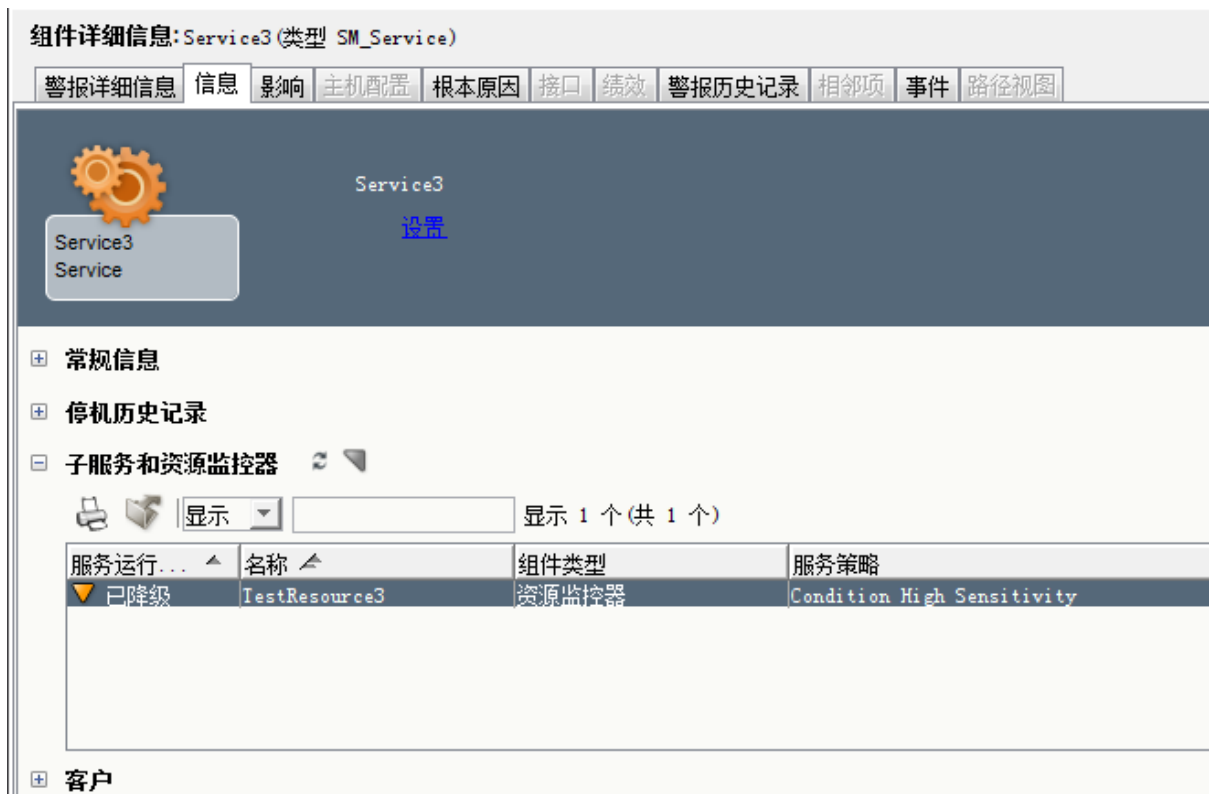 组件详细信息:Service3(类型 SM_Service)
警报详细信息 信息 影响 主机配置 根本原因 接口 绩效 警报历史记录 相邻项 事件 路径视图
Service3
设置
Service3
Service
常规信息
停机历史记录
子服务和资源监控器
显示 显示 1 个(共 1 个)
服务运行... 名称 组件类型 服务策略
已降级 TestResource3 资源监控器 Condition High Sensitivity
客户